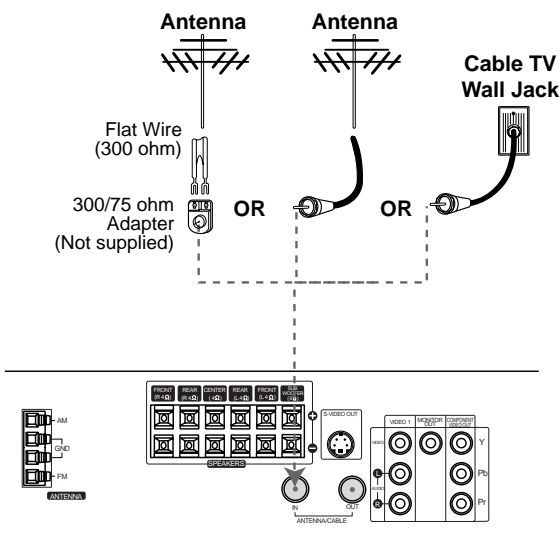 Antenna
Antenna
Cable TV
Wall Jack
Flat Wire
(300 ohm)
300/75 ohm
Adapter
(Not supplied)
OR
OR
FRONT
(R 4Ω)
REAR
(R 4Ω)
CENTER
(4Ω)
REAR
(L 4Ω)
FRONT
(L 4Ω)
SUB
WOOFER
(8Ω)
SPEAKERS
S-VIDEO OUT
VIDEO 1
MONITOR
OUT
COMPONENT
VIDEO OUT
VIDEO
Y
L
AUDIO
R
Pb
Pr
AM
GND
FM
ANTENNA
IN
OUT
ANTENNA/CABLE